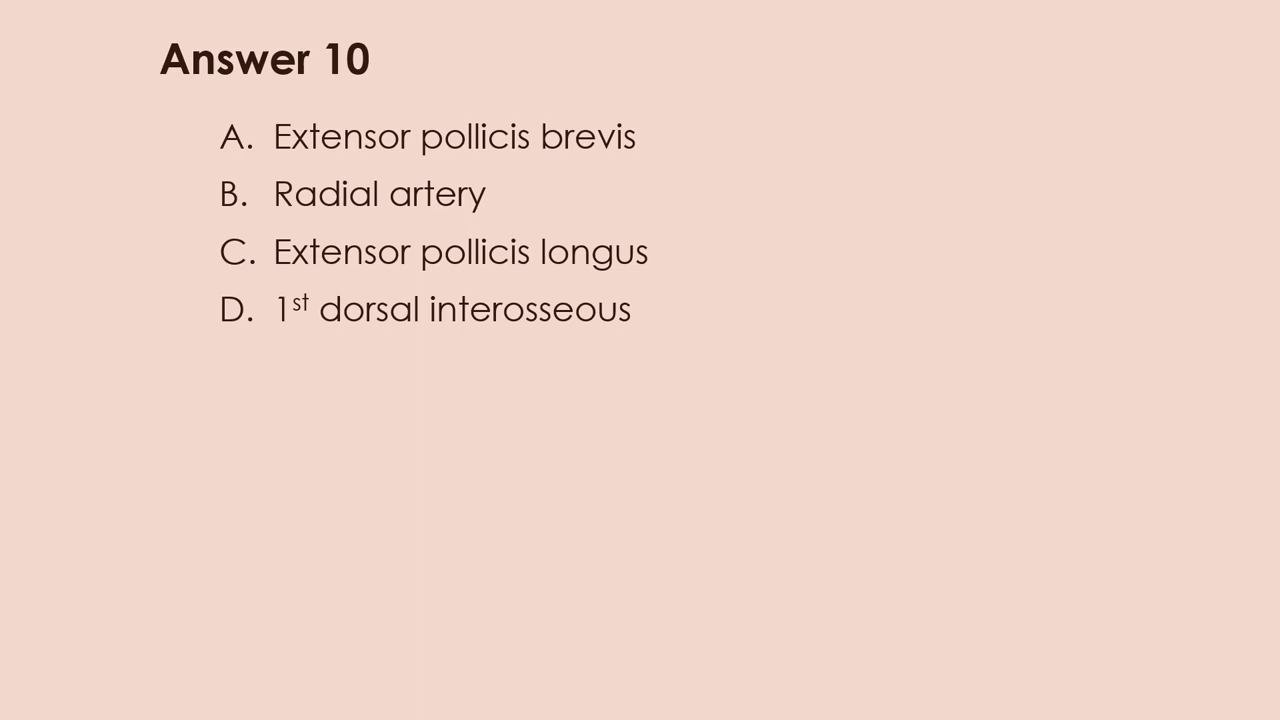 Answer 10
A. Extensor pollicis brevis
B. Radial artery
C. Extensor pollicis longus
D. 1st dorsal interosseous